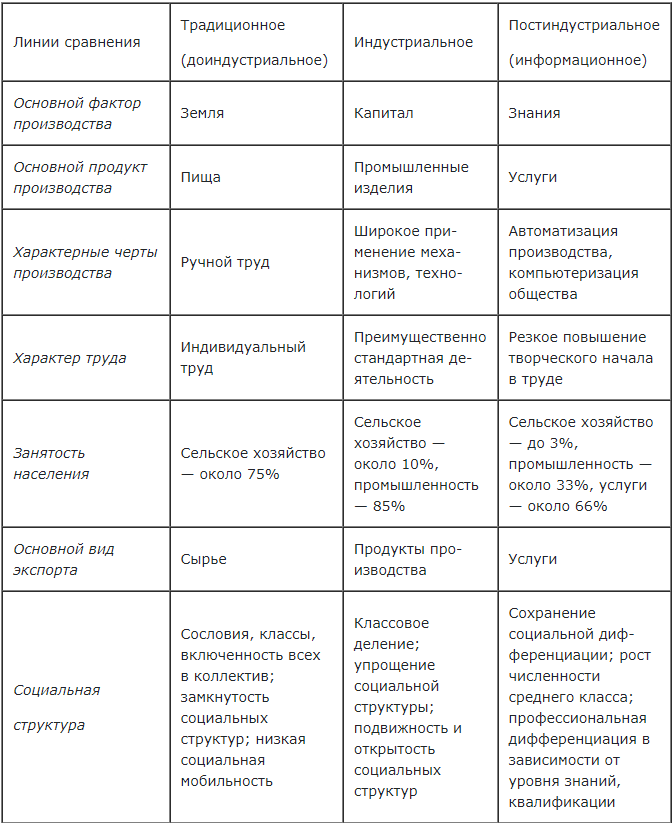 Линии сравнения
Традиционное
(доиндустриальное)
Индустриальное
Постиндустриальное
(информационное)
Основной фактор
производства
Земля
Капитал
Знания
Основной продукт
производства
Пища
Промышленные
изделия
Услуги
Характерные черты
производства
Ручной труд
Широкое при-
менение меха-
низмов, техно-
логий
Автоматизация
производства,
компьютеризация
общества
Характер труда
Индивидуальный
труд
Преимущественно
стандартная де-
ятельность
Резкое повышение
творческого начала
в труде
Занятость
населения
Сельское хозяйство
— около 75%
Сельское
хозяйство —
около 10%,
промышленность
— 85%
Сельское хозяйство
— до 3%,
промышленность —
около 33%, услуги
— около 66%
Основной вид
экспорта
Сырье
Продукты про-
изводства
Услуги
Социальная
структура
Сословия, классы,
включенность всех
в коллектив;
замкнутость
социальных
структур; низкая
социальная
мобильность
Классовое
деление;
упрощение
социальной
структуры;
подвижность и
открытость
социальных
структур
Сохранение
социальной диф-
ференциации; рост
численности
среднего класса;
профессиональная
дифференциация в
зависимости от
уровня знаний,
квалификации